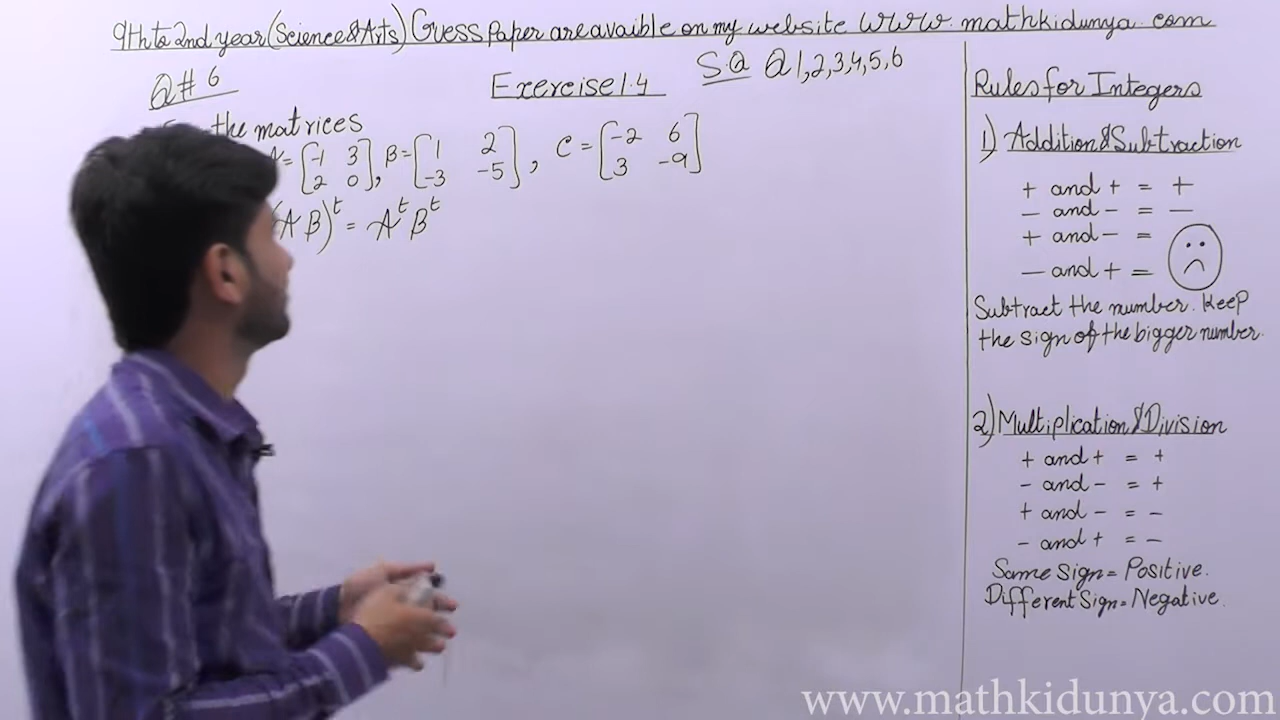 9th to 2nd year (Science & Arts) Guess Paper are avaible on my website www mathkidunya.com
Q# 6
Exercise 1.4
S.Q Q 1,2,3,4,5,6
the matrices
A = [-1 3; 2 0], B = [1 2; -3 -5], C = [-2 6; 3 -9]
(AB)^t = A^t B^t
Rules for Integers
1) Addition & Subtraction
+ and + = +
- and - = -
+ and - =
- and + =
Subtract the number. Keep
the sign of the bigger number.
2) Multiplication & Division
+ and + = +
- and - = +
+ and - = -
- and + = -
Same Sign = Positive.
Different Sign = Negative.
www.mathkidunya.com